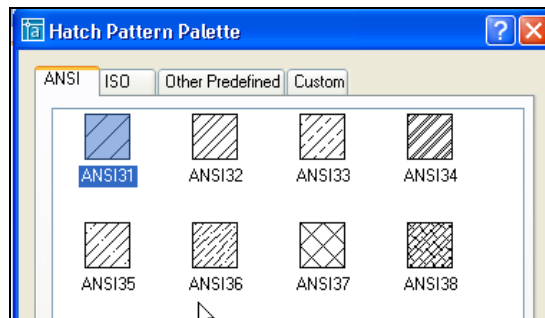 Hatch Pattern Palette
ANSI ISO Other Predefined Custom
ANSI31 ANSI32 ANSI33 ANSI34
ANSI35 ANSI36 ANSI37 ANSI38